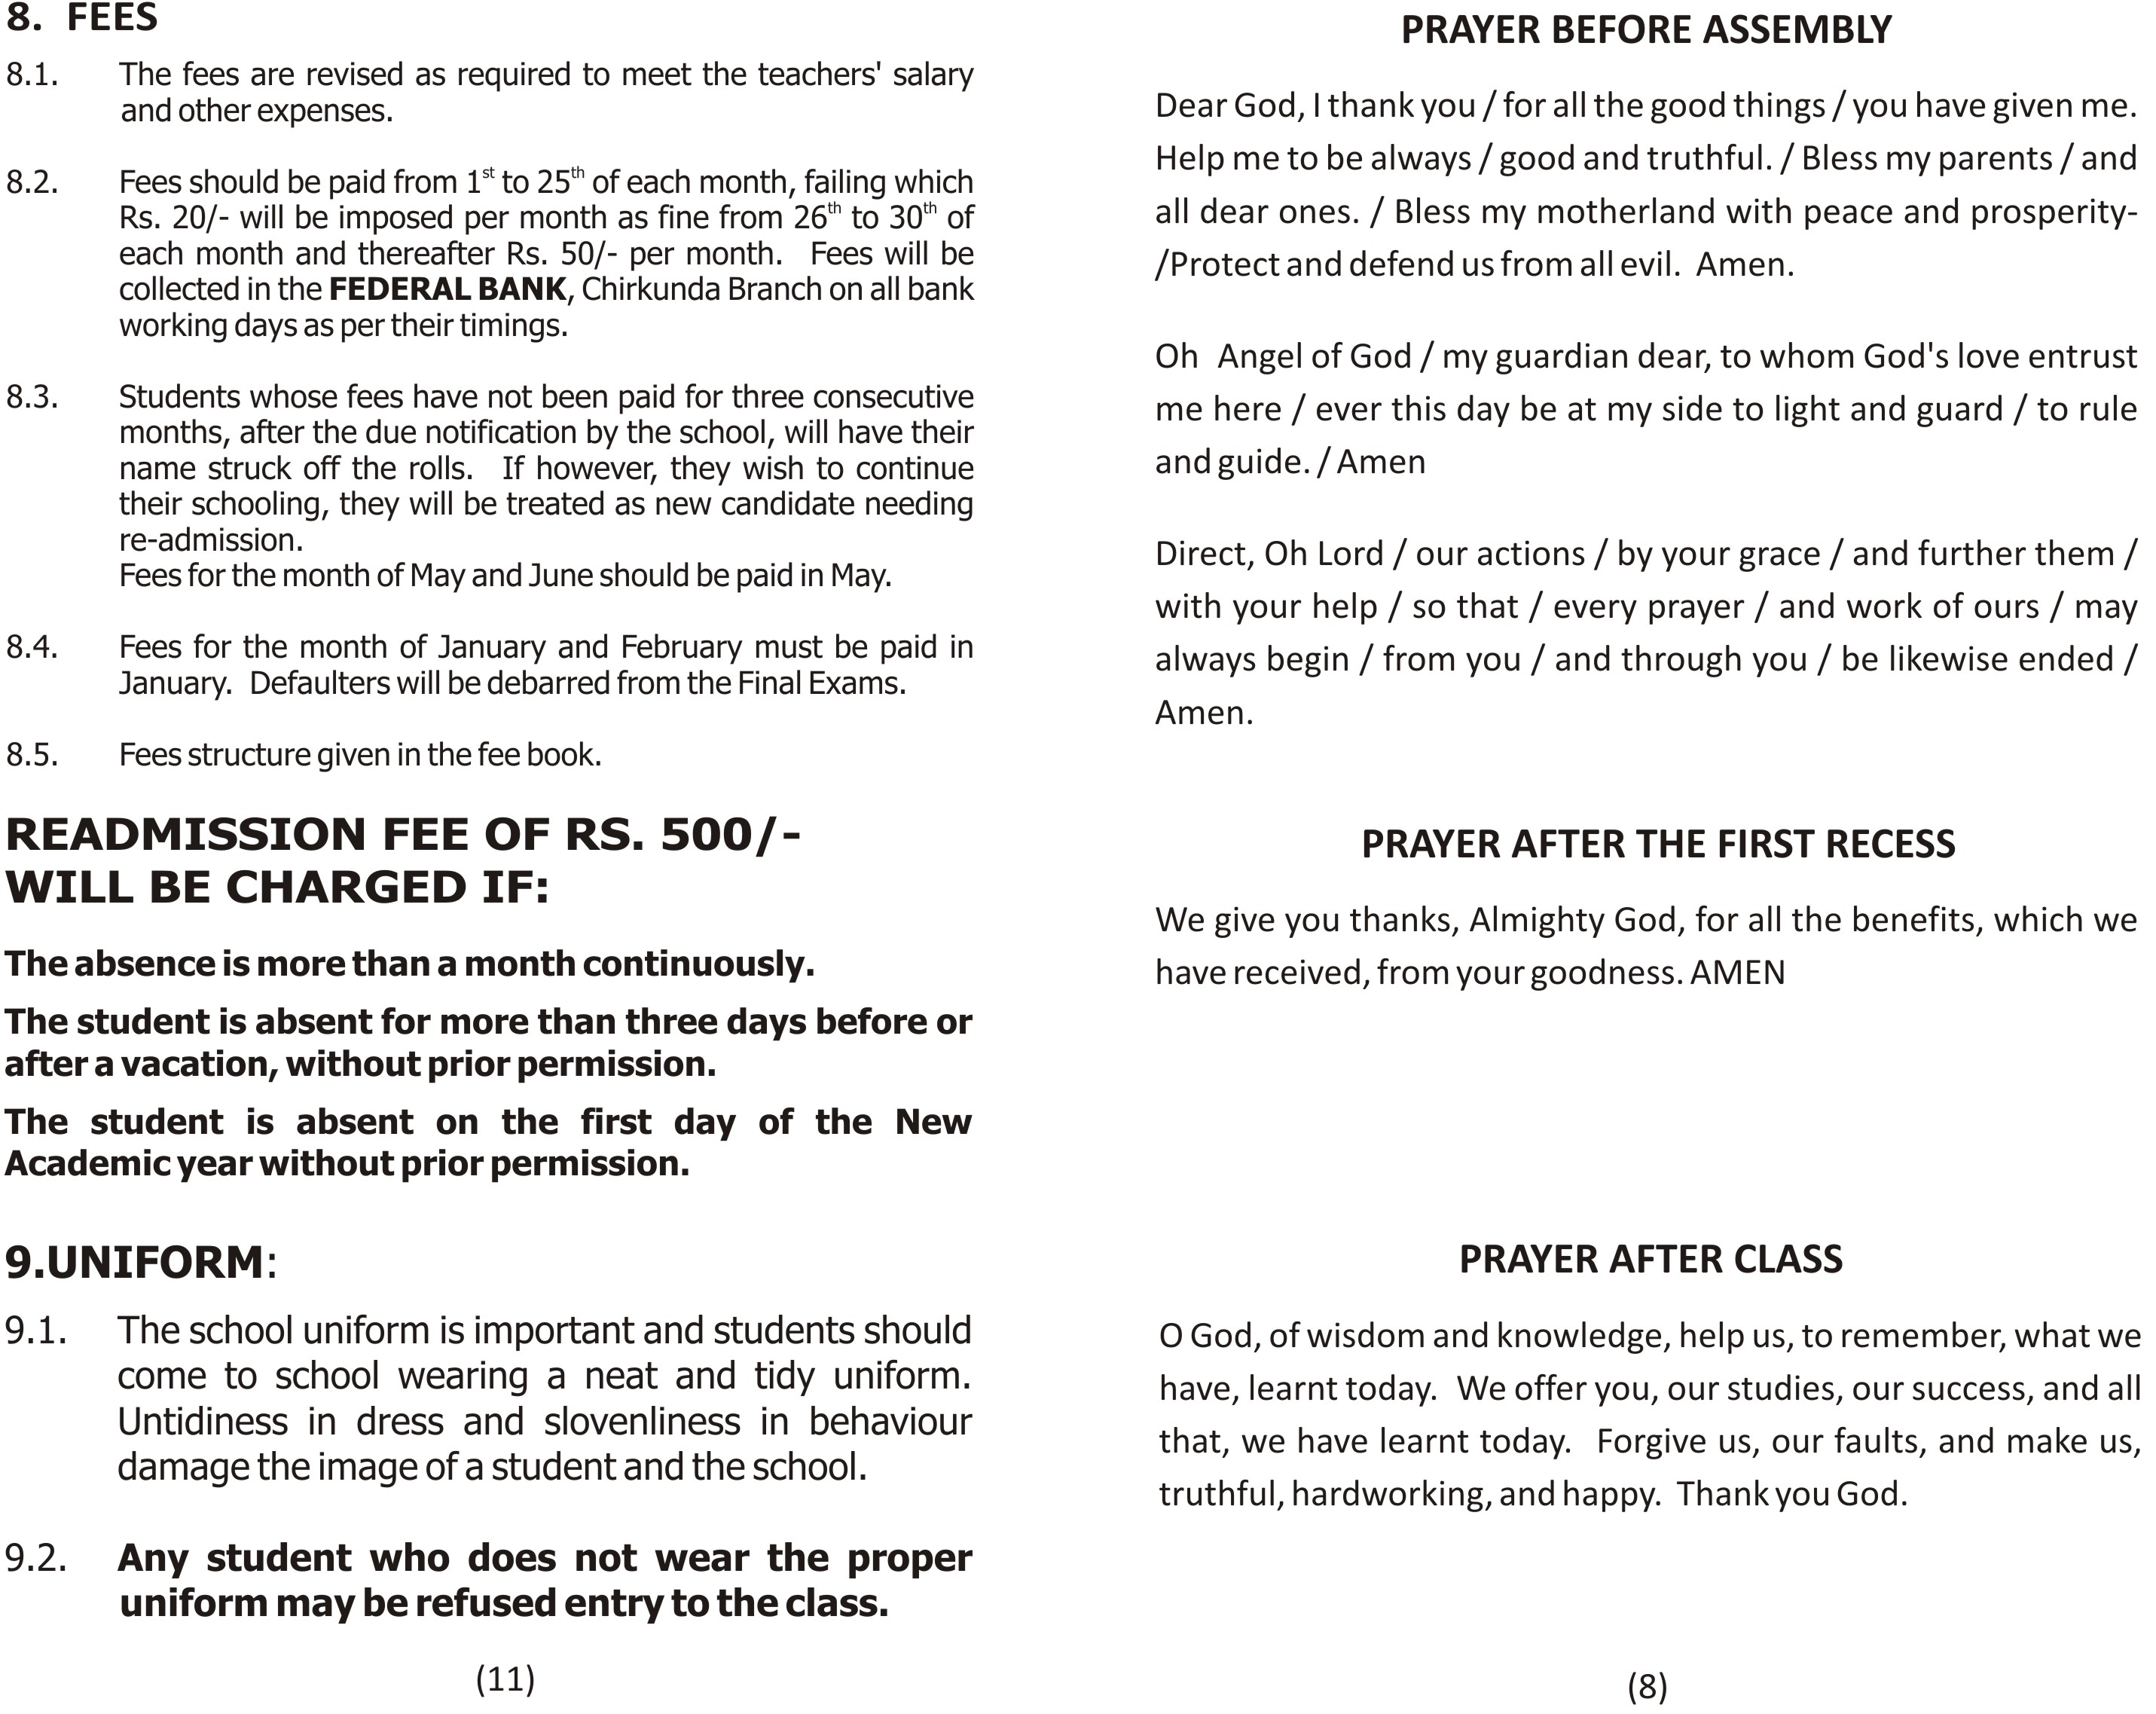 8. FEES
8.1. The fees are revised as required to meet the teachers' salary
and other expenses.
8.2. Fees should be paid from 1st to 25th of each month, failing which
Rs. 20/- will be imposed per month as fine from 26th to 30th of
each month and thereafter Rs. 50/- per month. Fees will be
collected in the FEDERAL BANK, Chirkunda Branch on all bank
working days as per their timings.
8.3. Students whose fees have not been paid for three consecutive
months, after the due notification by the school, will have their
name struck off the rolls. If however, they wish to continue
their schooling, they will be treated as new candidate needing
re-admission.
Fees for the month of May and June should be paid in May.
8.4. Fees for the month of January and February must be paid in
January. Defaulters will be debarred from the Final Exams.
8.5. Fees structure given in the fee book.
READMISSION FEE OF RS. 500/-
WILL BE CHARGED IF:
The absence is more than a month continuously.
The student is absent for more than three days before or
after a vacation, without prior permission.
The student is absent on the first day of the New
Academic year without prior permission.
9.UNIFORM:
9.1. The school uniform is important and students should
come to school wearing a neat and tidy uniform.
Untidiness in dress and slovenliness in behaviour
damage the image of a student and the school.
9.2. Any student who does not wear the proper
uniform may be refused entry to the class.
(11)
PRAYER BEFORE ASSEMBLY
Dear God, I thank you / for all the good things / you have given me.
Help me to be always / good and truthful. / Bless my parents / and
all dear ones. / Bless my motherland with peace and prosperity-
/Protect and defend us from all evil. Amen.
Oh Angel of God / my guardian dear, to whom God's love entrust
me here / ever this day be at my side to light and guard / to rule
and guide. / Amen
Direct, Oh Lord / our actions / by your grace / and further them /
with your help / so that / every prayer / and work of ours / may
always begin / from you / and through you / be likewise ended /
Amen.
PRAYER AFTER THE FIRST RECESS
We give you thanks, Almighty God, for all the benefits, which we
have received, from your goodness. AMEN
PRAYER AFTER CLASS
O God, of wisdom and knowledge, help us, to remember, what we
have, learnt today. We offer you, our studies, our success, and all
that, we have learnt today. Forgive us, our faults, and make us,
truthful, hardworking, and happy. Thank you God.
(8)